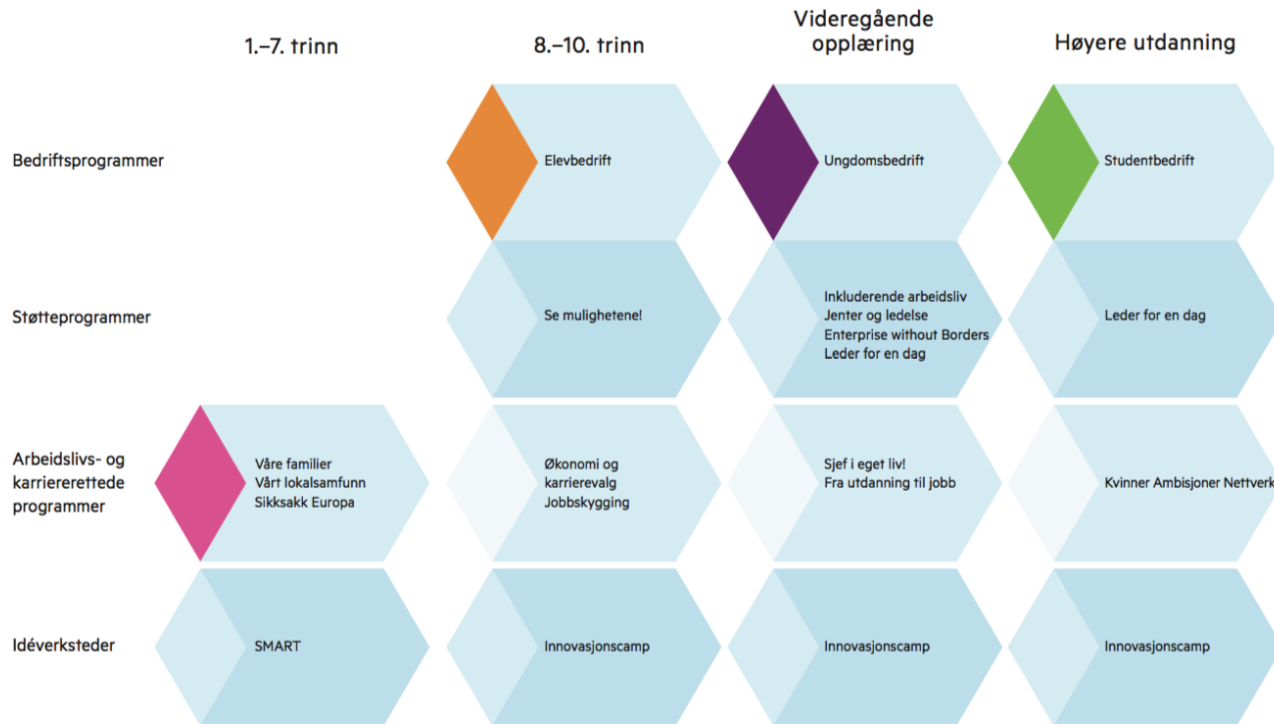 1.–7. trinn
8.–10. trinn
Videregående
opplæring
Høyere utdanning
Bedriftsprogrammer
Elevbedrift
Ungdomsbedrift
Studentbedrift
Støtteprogrammer
Se mulighetene!
Inkluderende arbeidsliv
Jenter og ledelse
Enterprise without Borders
Leder for en dag
Leder for en dag
Arbeidslivs- og
karriererettede
programmer
Våre familier
Vårt lokalsamfunn
Sikksakk Europa
Økonomi og
karrierevalg
Jobbskygging
Sjef i eget liv!
Fra utdanning til jobb
Kvinner Ambisjoner Nettverk
Idéverksteder
SMART
Innovasjonscamp
Innovasjonscamp
Innovasjonscamp